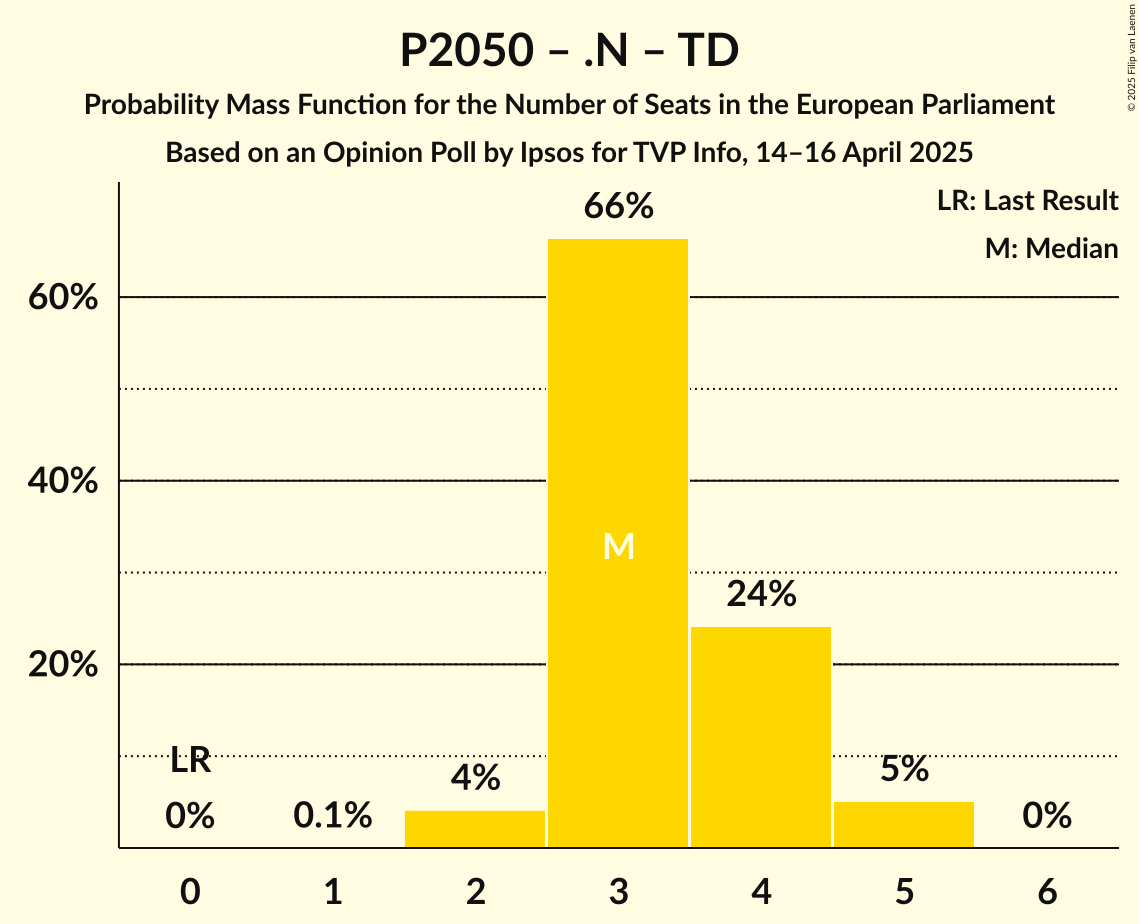 P2050 – .N – TD
Probability Mass Function for the Number of Seats in the European Parliament
Based on an Opinion Poll by Ipsos for TVP Info, 14–16 April 2025
© 2025 Filip van Laenen
LR: Last Result
M: Median
66%
60%
40%
M
24%
20%
LR
5%
4%
0%
0.1%
0%
0
1
2
3
4
5
6